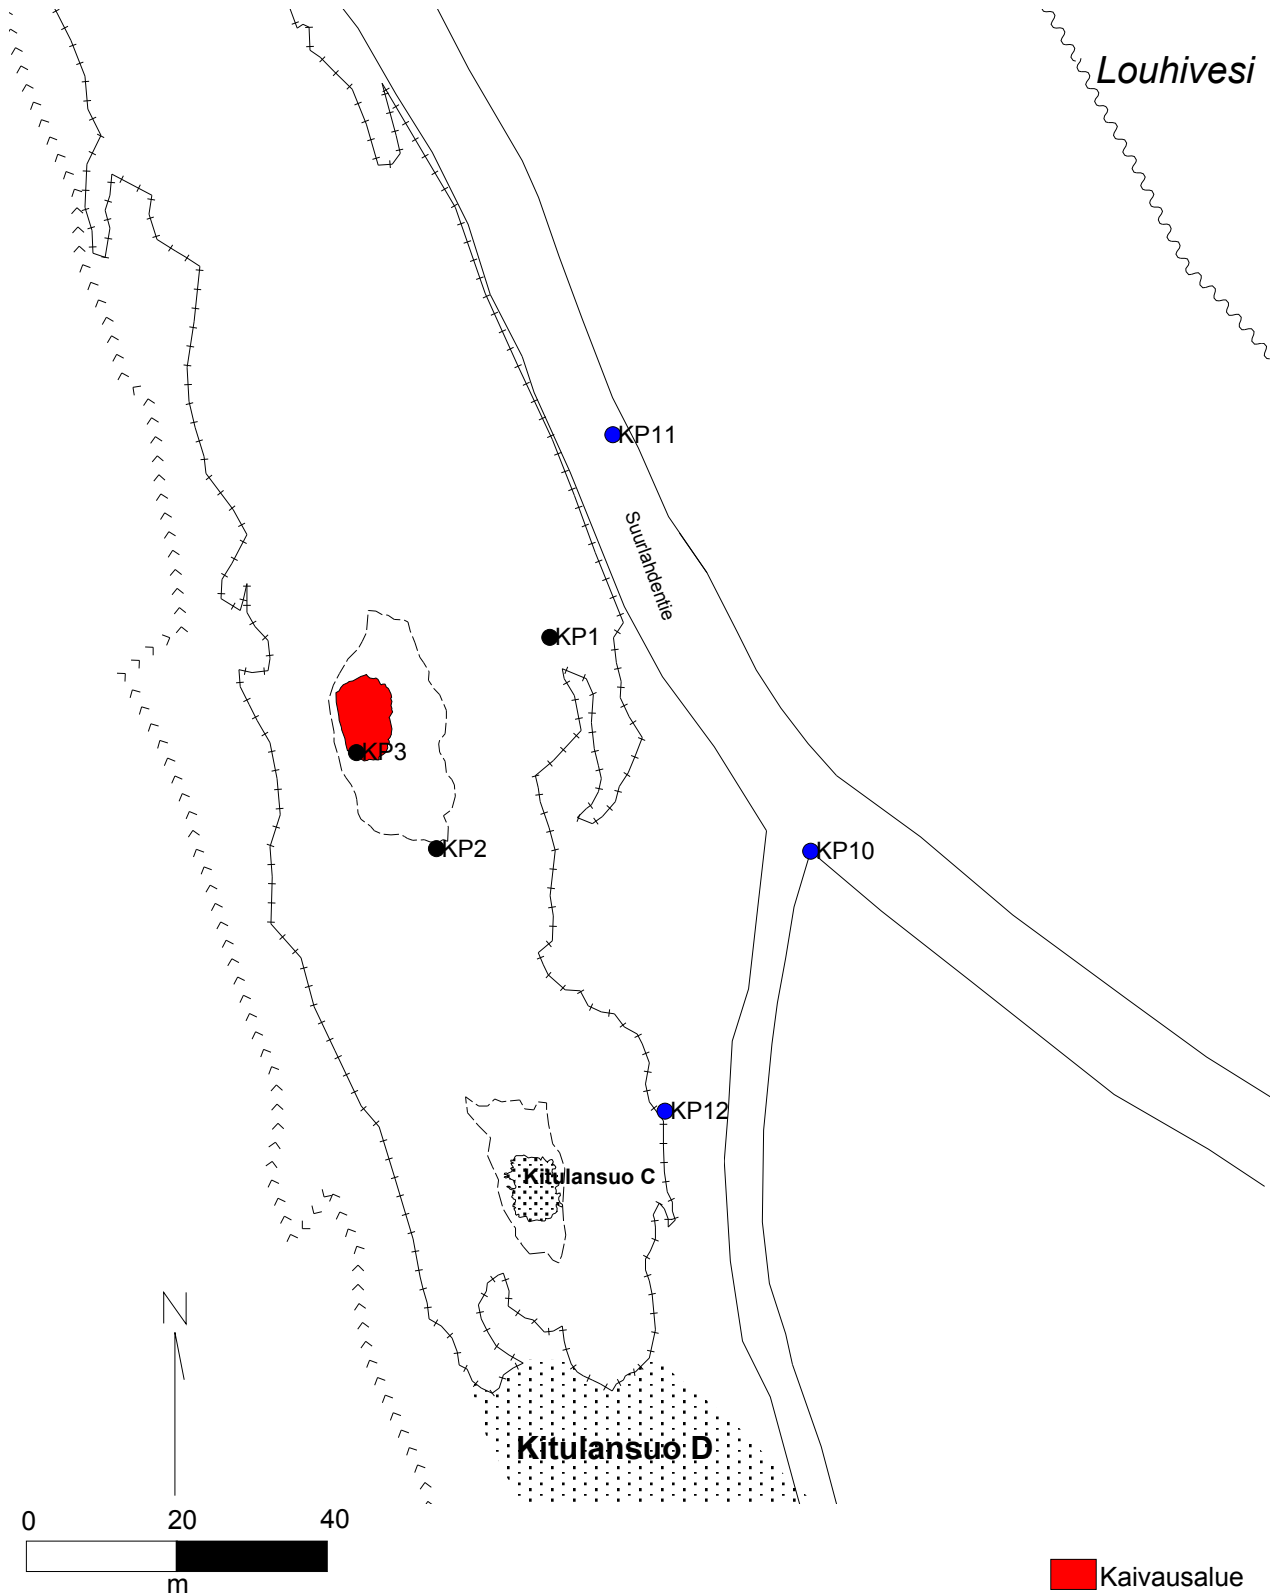 Louhivesi
KP11
Suurlahdentie
KP1
KP3
KP2
KP10
KP12
Kitulansuo C
N
Kitulansuo D
0 20 40
m
Kaivausalue